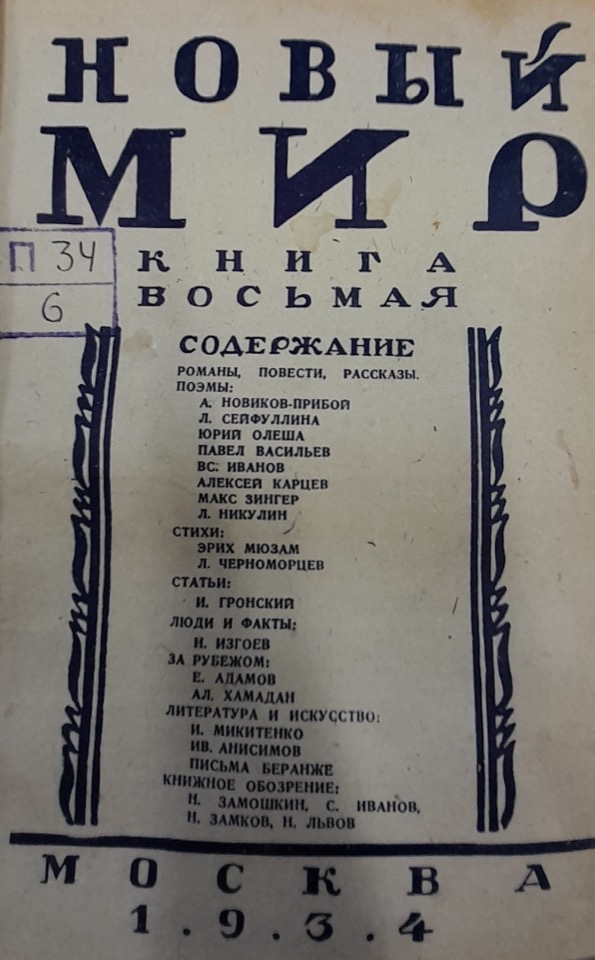 НОВЫЙ
МИР
П 34
6
КНИГА
ВОСЬМАЯ
СОДЕРЖАНИЕ
РОМАНЫ, ПОВЕСТИ, РАССКАЗЫ.
ПОЭМЫ:
А. НОВИКОВ-ПРИБОЙ
Л. СЕЙФУЛЛИНА
ЮРИЙ ОЛЕША
ПАВЕЛ ВАСИЛЬЕВ
ВС. ИВАНОВ
АЛЕКСЕЙ КАРЦЕВ
МАКС ЗИНГЕР
Л. НИКУЛИН
СТИХИ:
ЭРИХ МЮЗАМ
Л. ЧЕРНОМОРЦЕВ
СТАТЬИ:
И. ГРОНСКИЙ
ЛЮДИ И ФАКТЫ:
Н. ИЗГОЕВ
ЗА РУБЕЖОМ:
Е. АДАМОВ
АЛ. ХАМАДАН
ЛИТЕРАТУРА И ИСКУССТВО:
И. МИКИТЕНКО
ИВ. АНИСИМОВ
ПИСЬМА БЕРАНЖЕ
КНИЖНОЕ ОБОЗРЕНИЕ:
Н. ЗАМОШКИН, С. ИВАНОВ,
Н. ЗАМКОВ, Н. ЛЬВОВ
МОСКВА
1.9.3.4